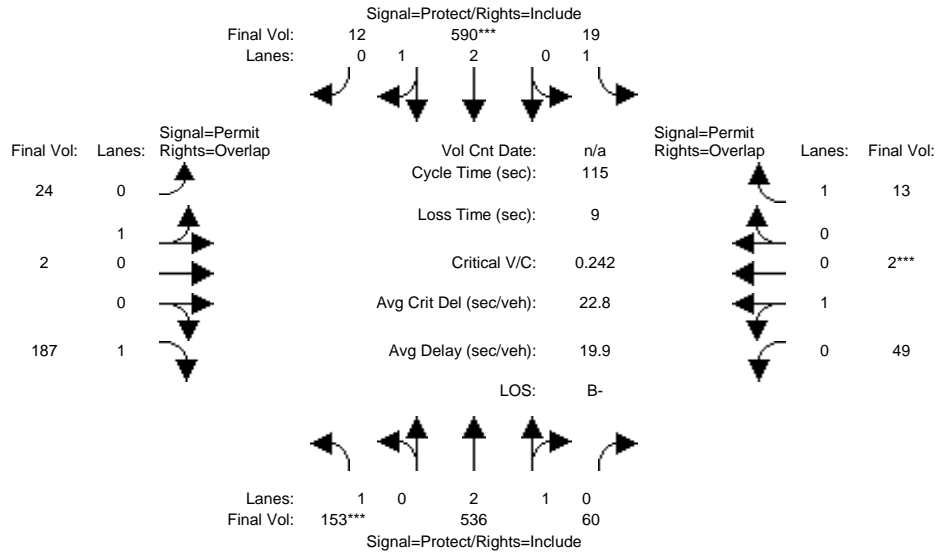 Signal=Protect/Rights=Include
Final Vol: 12 590*** 19
Lanes: 0 1 2 0 1
Signal=Permit Signal=Permit
Final Vol: Lanes: Rights=Overlap Vol Cnt Date: n/a Rights=Overlap Lanes: Final Vol:
Cycle Time (sec): 115
24 0 1 13
Loss Time (sec): 9
1 0
2 0 Critical V/C: 0.242 0 2***
0 Avg Crit Del (sec/veh): 22.8 1
187 1 Avg Delay (sec/veh): 19.9 0 49
LOS: B-
Lanes: 1 0 2 1 0
Final Vol: 153*** 536 60
Signal=Protect/Rights=Include